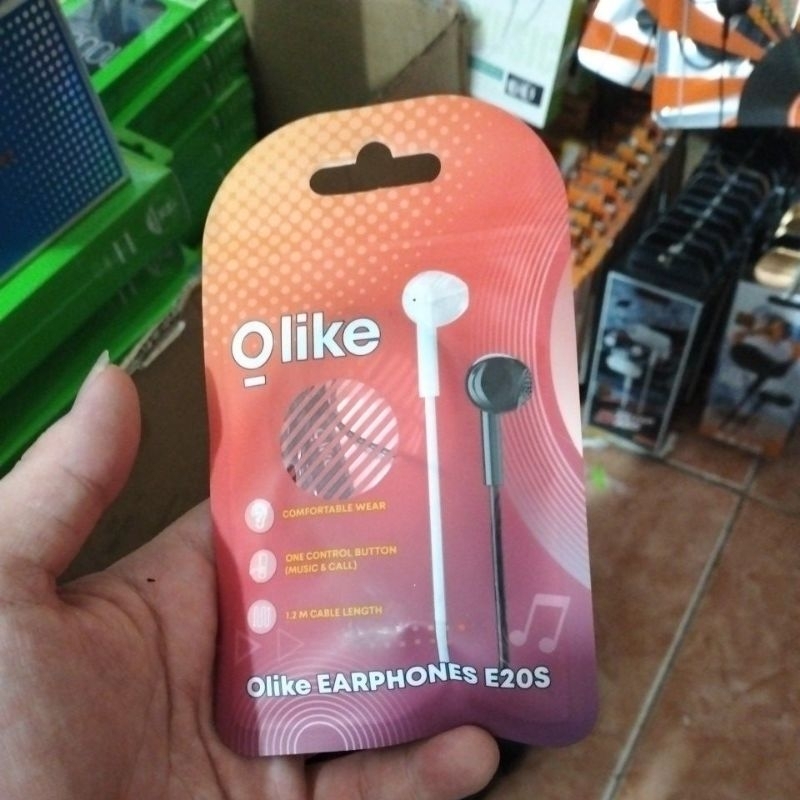 Olike
COMFORTABLE WEAR
ONE CONTROL BUTTON
(MUSIC & CALL)
1.2 M CABLE LENGTH
Olike EARPHONES E20S